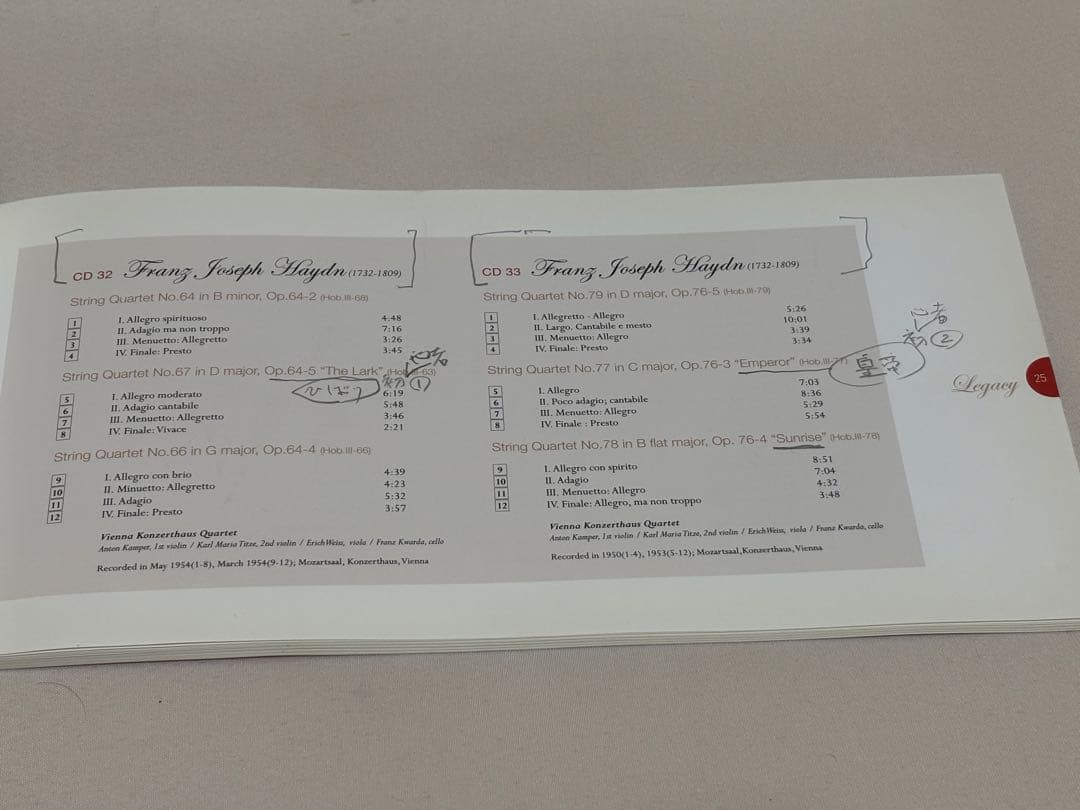 CD 32 Franz Joseph Haydn (1732-1809)
String Quartet No.64 in B minor, Op.64-2 (Hob.III-68)
1 I. Allegro spirituoso 4:48
2 II. Adagio ma non troppo 7:16
3 III. Menuetto: Allegretto 3:26
4 IV. Finale: Presto 3:45
String Quartet No.67 in D major, Op.64-5 "The Lark" (Hob.III-63)
ひばり
初 ①
5 I. Allegro moderato 6:19
6 II. Adagio cantabile 5:48
7 III. Menuetto: Allegretto 3:46
8 IV. Finale: Vivace 2:21
String Quartet No.66 in G major, Op.64-4 (Hob.III-66)
9 I. Allegro con brio 4:39
10 II. Minuetto: Allegretto 4:23
11 III. Adagio 5:32
12 IV. Finale: Presto 3:57
Vienna Konzerthaus Quartet
Anton Kamper, 1st violin / Karl Maria Titze, 2nd violin / Erich Weiss, viola / Franz Kwarda, cello
Recorded in May 1954(1-8), March 1954(9-12); Mozartsaal, Konzerthaus, Vienna
CD 33 Franz Joseph Haydn (1732-1809)
String Quartet No.79 in D major, Op.76-5 (Hob.III-79)
1 I. Allegretto - Allegro 5:26
2 II. Largo. Cantabile e mesto 10:01
3 III. Menuetto: Allegro 3:39
4 IV. Finale: Presto 3:34
初 ②
String Quartet No.77 in C major, Op.76-3 "Emperor" (Hob.III-77)
皇帝
5 I. Allegro 7:03
6 II. Poco adagio; cantabile 8:36
7 III. Menuetto: Allegro 5:29
8 IV. Finale : Presto 5:54
String Quartet No.78 in B flat major, Op. 76-4 "Sunrise" (Hob.III-78)
9 I. Allegro con spirito 8:51
10 II. Adagio 7:04
11 III. Menuetto: Allegro 4:32
12 IV. Finale: Allegro, ma non troppo 3:48
Vienna Konzerthaus Quartet
Anton Kamper, 1st violin / Karl Maria Titze, 2nd violin / Erich Weiss, viola / Franz Kwarda, cello
Recorded in 1950(1-4), 1953(5-12); Mozartsaal, Konzerthaus, Vienna
Legacy 25